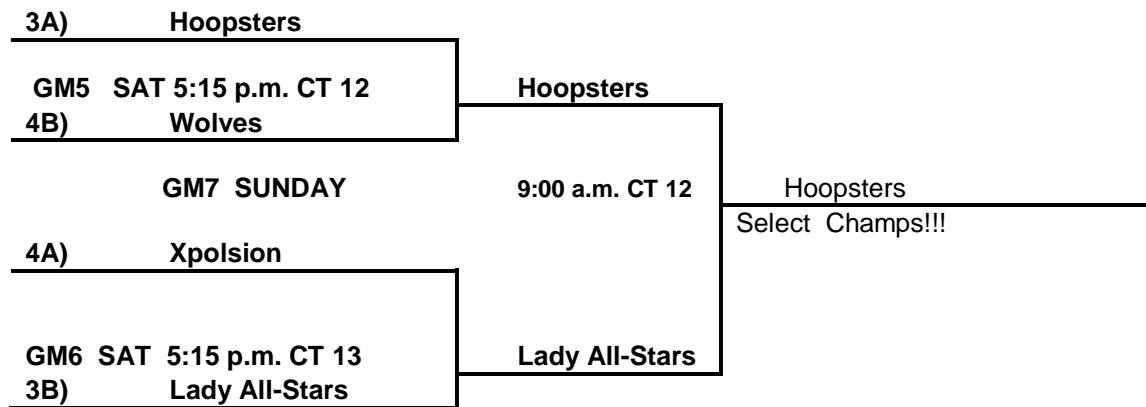 3A) Hoopsters
GM5 SAT 5:15 p.m. CT 12 Hoopsters
4B) Wolves
GM7 SUNDAY 9:00 a.m. CT 12 Hoopsters
Select Champs!!!
4A) Xpolsion
GM6 SAT 5:15 p.m. CT 13 Lady All-Stars
3B) Lady All-Stars